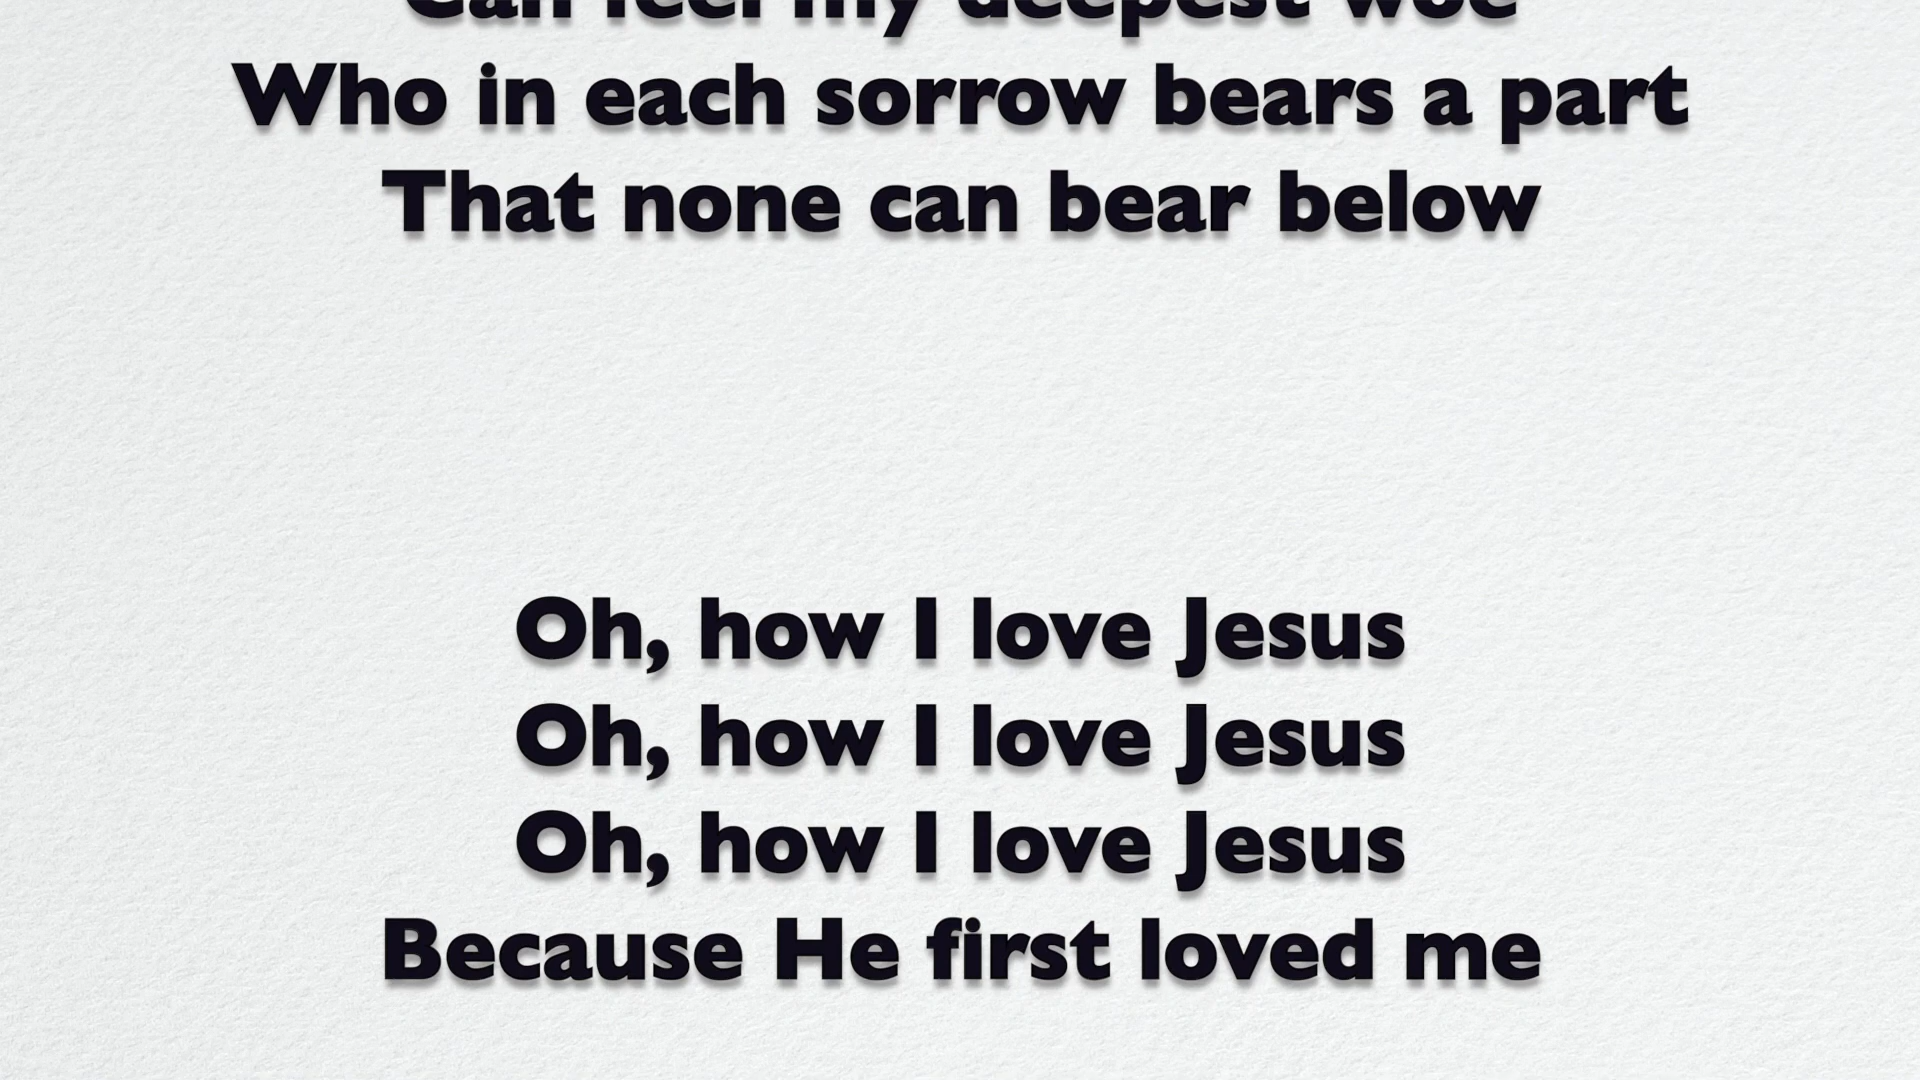 Can feel my deepest woe
Who in each sorrow bears a part
That none can bear below
Oh, how I love Jesus
Oh, how I love Jesus
Oh, how I love Jesus
Because He first loved me